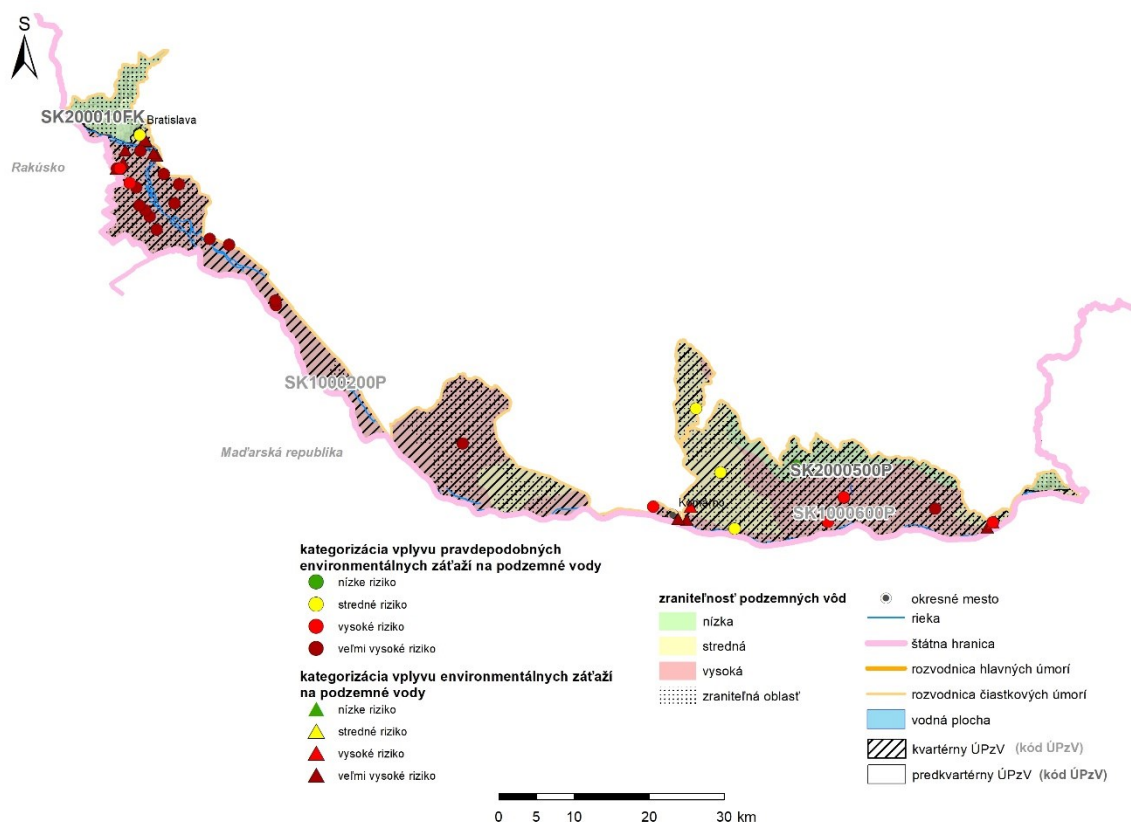 S
SK200010FK
Bratislava
Rakúsko
SK1000200P
Maďarská republika
SK2000500P
Komárno
SK1000600P
kategorizácia vplyvu pravdepodobných
environmentálnych záťaží na podzemné vody
nízke riziko
stredné riziko
vysoké riziko
veľmi vysoké riziko
kategorizácia vplyvu environmentálnych záťaží
na podzemné vody
nízke riziko
stredné riziko
vysoké riziko
veľmi vysoké riziko
zraniteľnosť podzemných vôd
nízka
stredná
vysoká
zraniteľná oblasť
okresné mesto
rieka
štátna hranica
rozvodnica hlavných úmorí
rozvodnica čiastkových úmorí
vodná plocha
kvartérny ÚPzV (kód ÚPzV)
predkvartérny ÚPzV (kód ÚPzV)
0 5 10 20 30 km